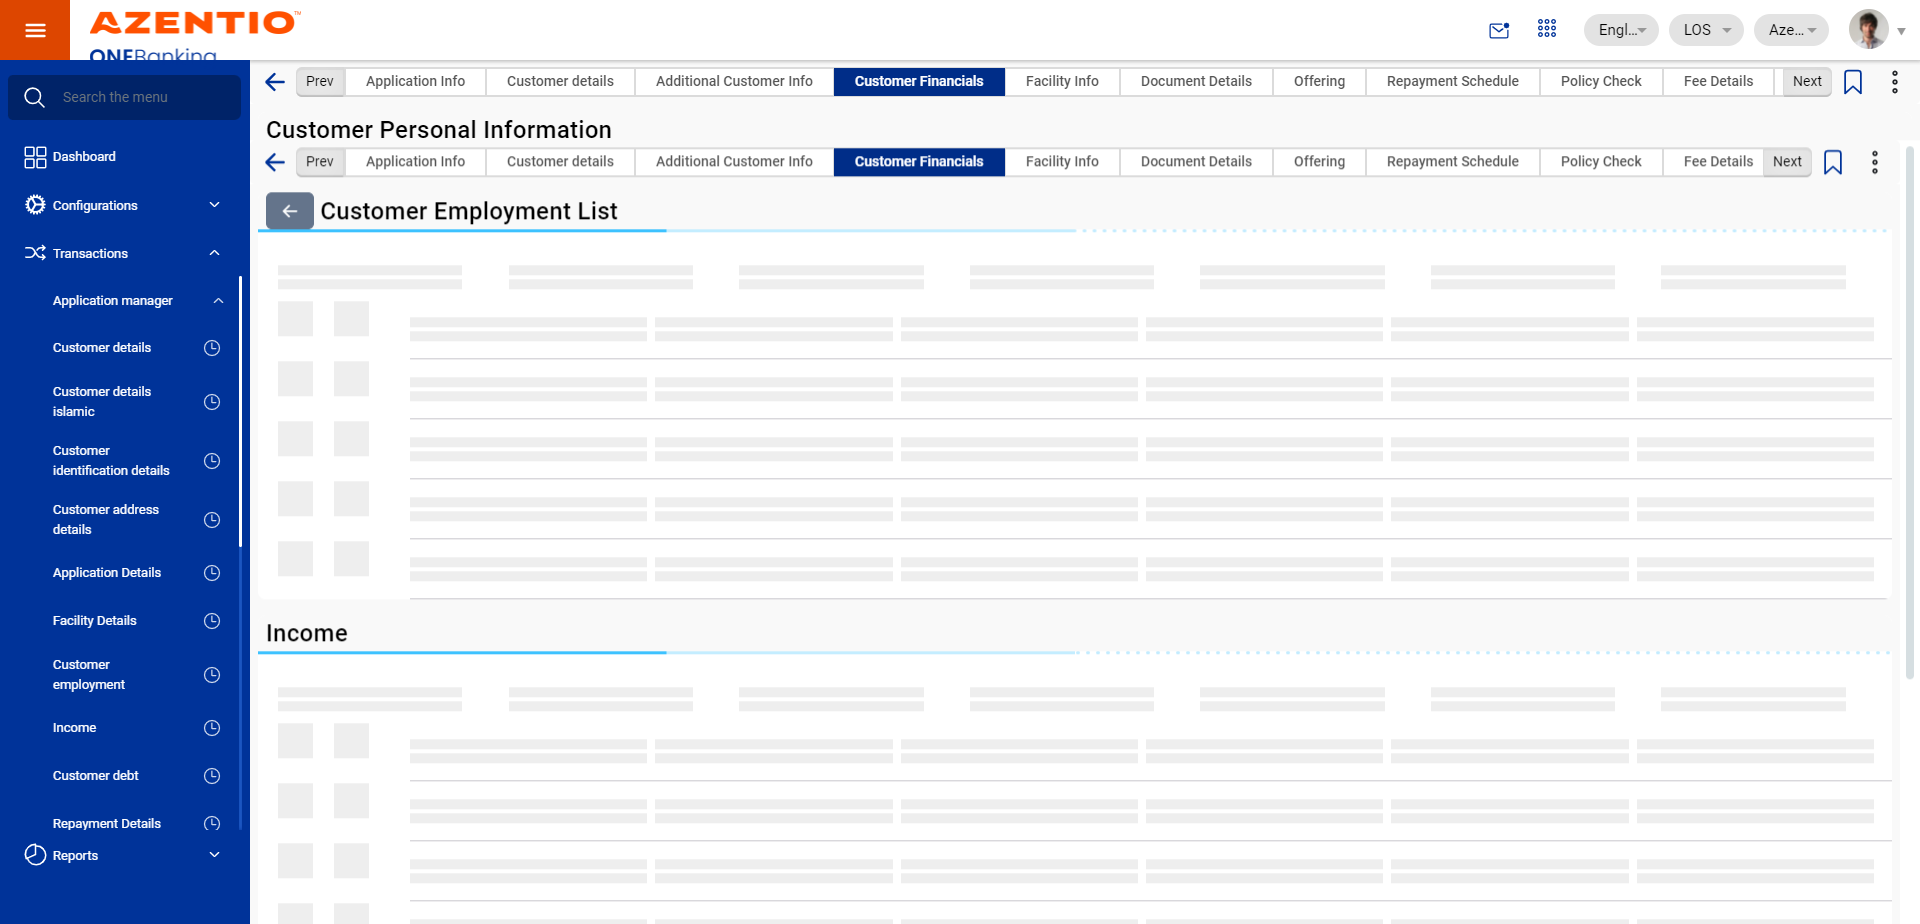 AZENTIO™
ONEBanking
Engl...
LOS
Aze...
Search the menu
Dashboard
Configurations
Transactions
Application manager
Customer details
Customer details
islamic
Customer
identification details
Customer address
details
Application Details
Facility Details
Customer
employment
Income
Customer debt
Repayment Details
Reports
Prev Application Info Customer details Additional Customer Info Customer Financials Facility Info Document Details Offering Repayment Schedule Policy Check Fee Details Next
Customer Personal Information
Prev Application Info Customer details Additional Customer Info Customer Financials Facility Info Document Details Offering Repayment Schedule Policy Check Fee Details Next
Customer Employment List
Income